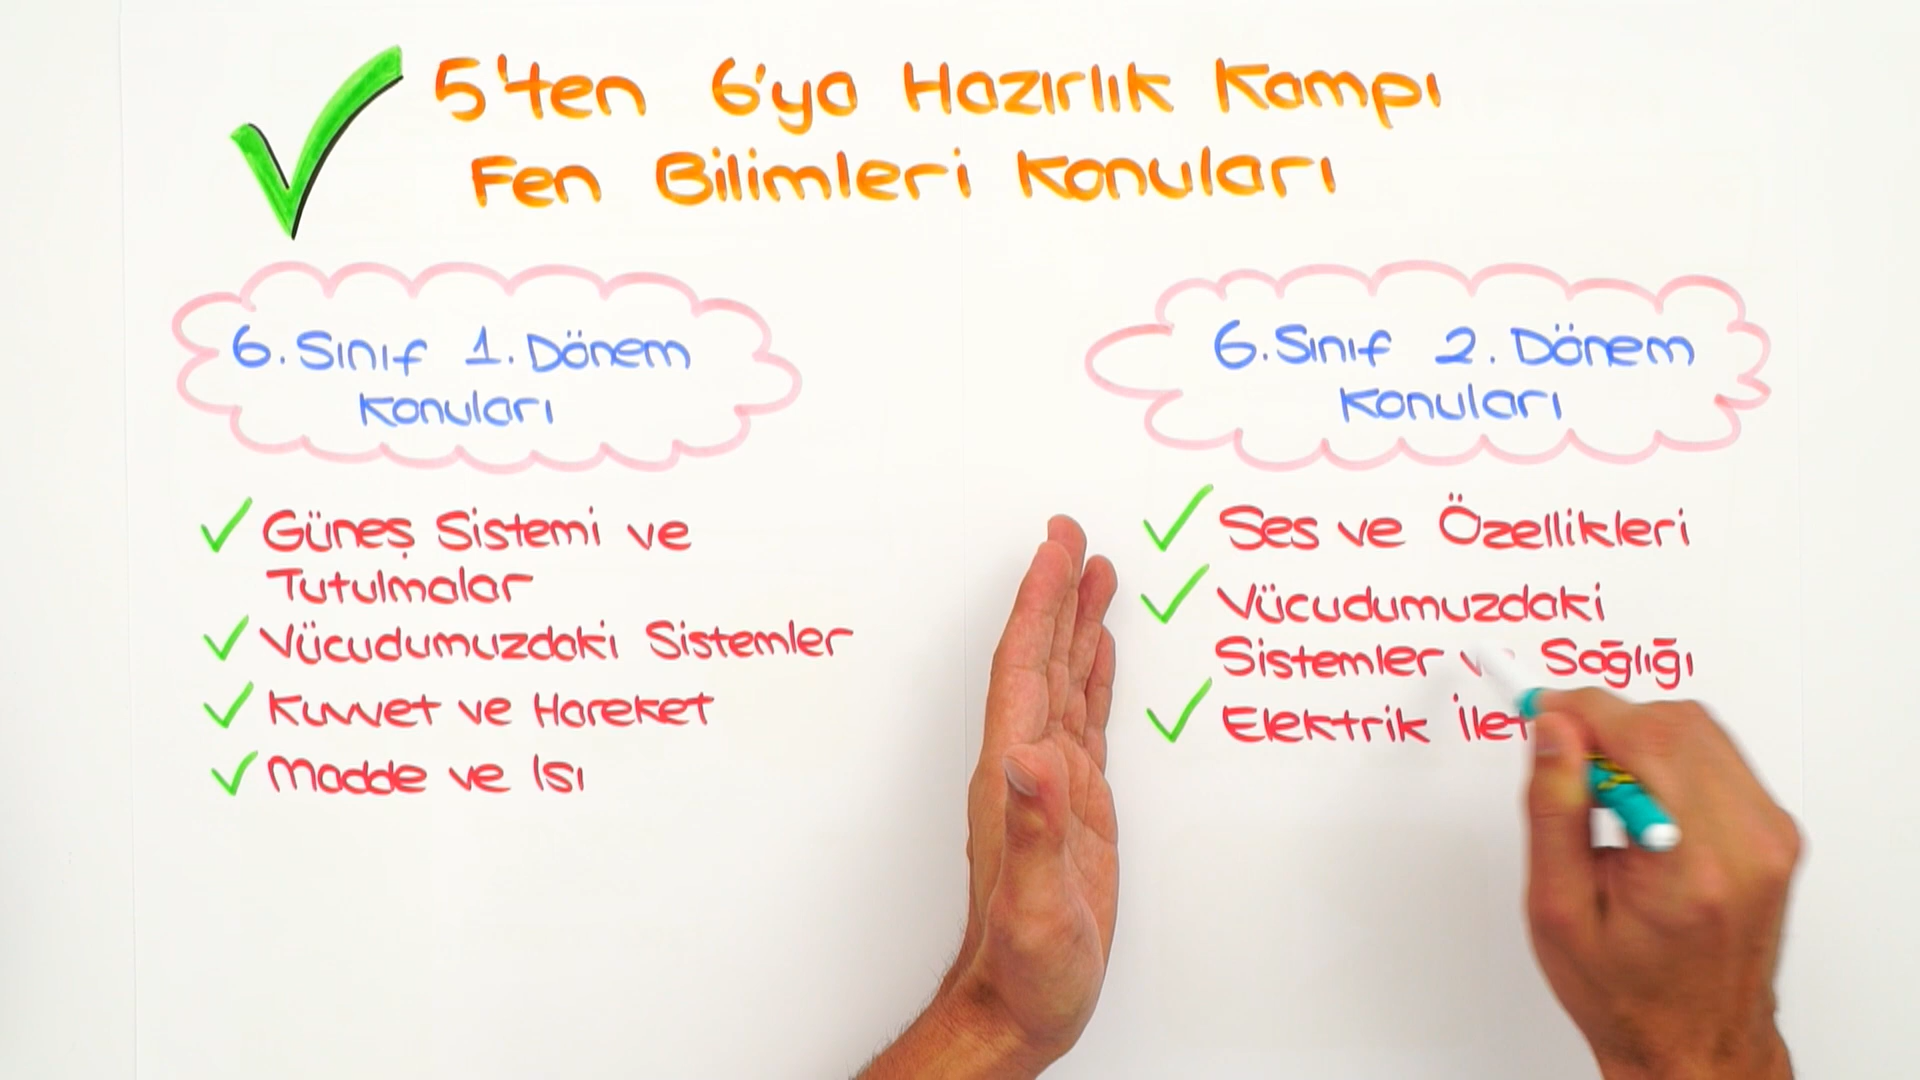 5'ten 6'ya Hazırlık Kampı
Fen Bilimleri Konuları
6. Sınıf 1. Dönem
Konuları
Güneş Sistemi ve
Tutulmalar
Vücudumuzdaki Sistemler
Kuvvet ve Hareket
Madde ve Isı
6. Sınıf 2. Dönem
Konuları
Ses ve Özellikleri
Vücudumuzdaki
Sistemler Sağlığı
Elektrik